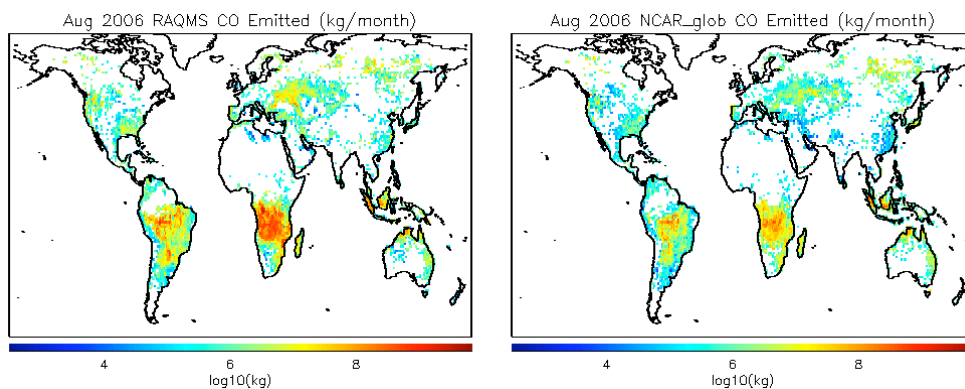 Aug 2006 RAQMS CO Emitted (kg/month)
Aug 2006 NCAR_glob CO Emitted (kg/month)
4 6 8
log10(kg)
4 6 8
log10(kg)